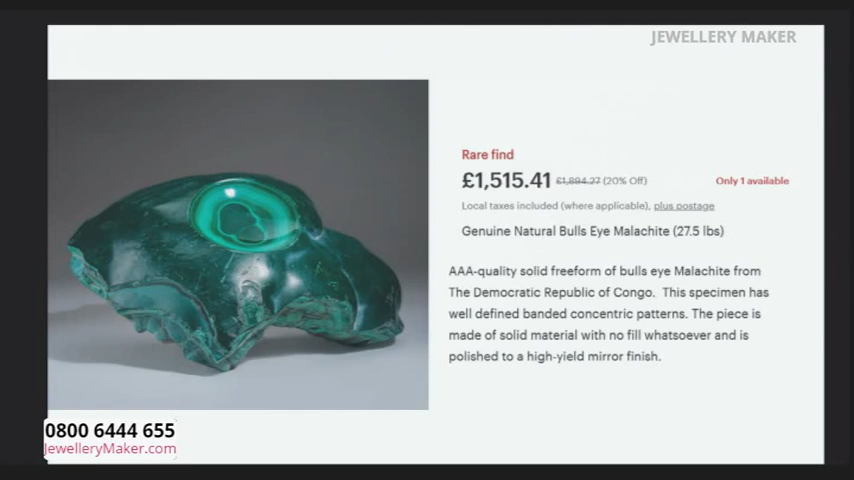 JEWELLERY MAKER
Rare find
£1,515.41 £1,894.27 (20% Off) Only 1 available
Local taxes included (where applicable), plus postage
Genuine Natural Bulls Eye Malachite (27.5 lbs)
AAA-quality solid freeform of bulls eye Malachite from
The Democratic Republic of Congo. This specimen has
well defined banded concentric patterns. The piece is
made of solid material with no fill whatsoever and is
polished to a high-yield mirror finish.
0800 6444 655
JewelleryMaker.com